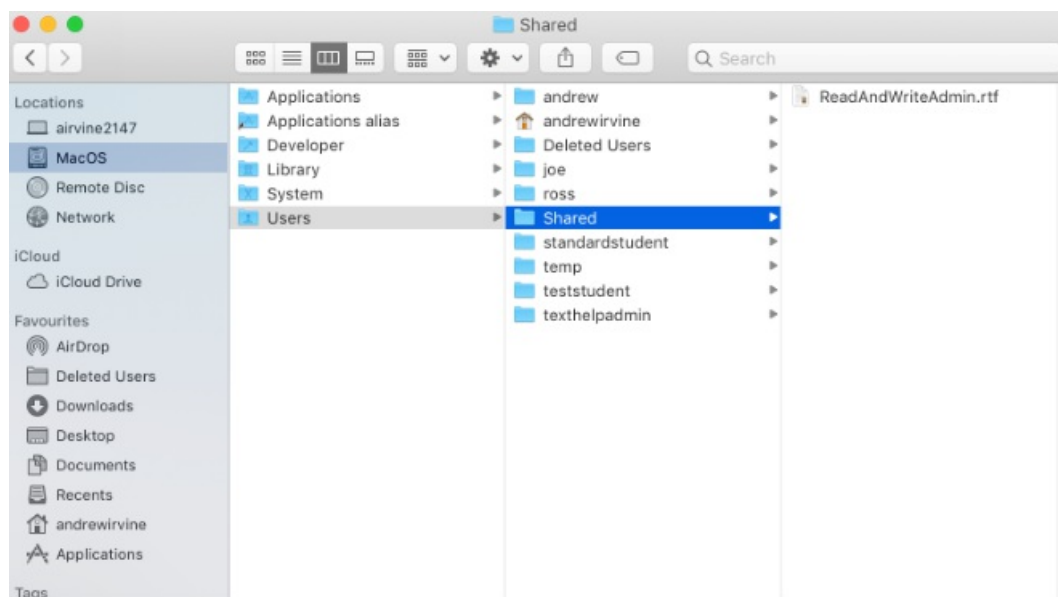 Shared
Search
Locations
airvine2147
MacOS
Remote Disc
Network
iCloud
iCloud Drive
Favourites
AirDrop
Deleted Users
Downloads
Desktop
Documents
Recents
andrewirvine
Applications
Tags
Applications
Applications alias
Developer
Library
System
Users
andrew
andrewirvine
Deleted Users
joe
ross
Shared
standardstudent
temp
teststudent
texthelpadmin
ReadAndWriteAdmin.rtf